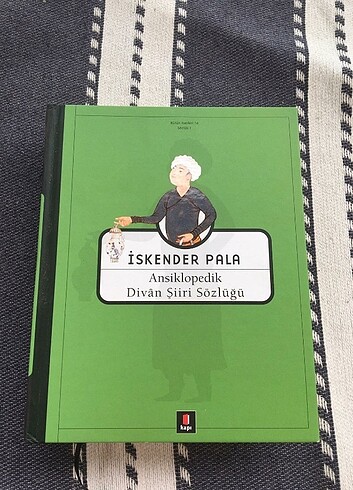 İSKENDER PALA
Ansiklopedik
Divân Şiiri Sözlüğü
kapı